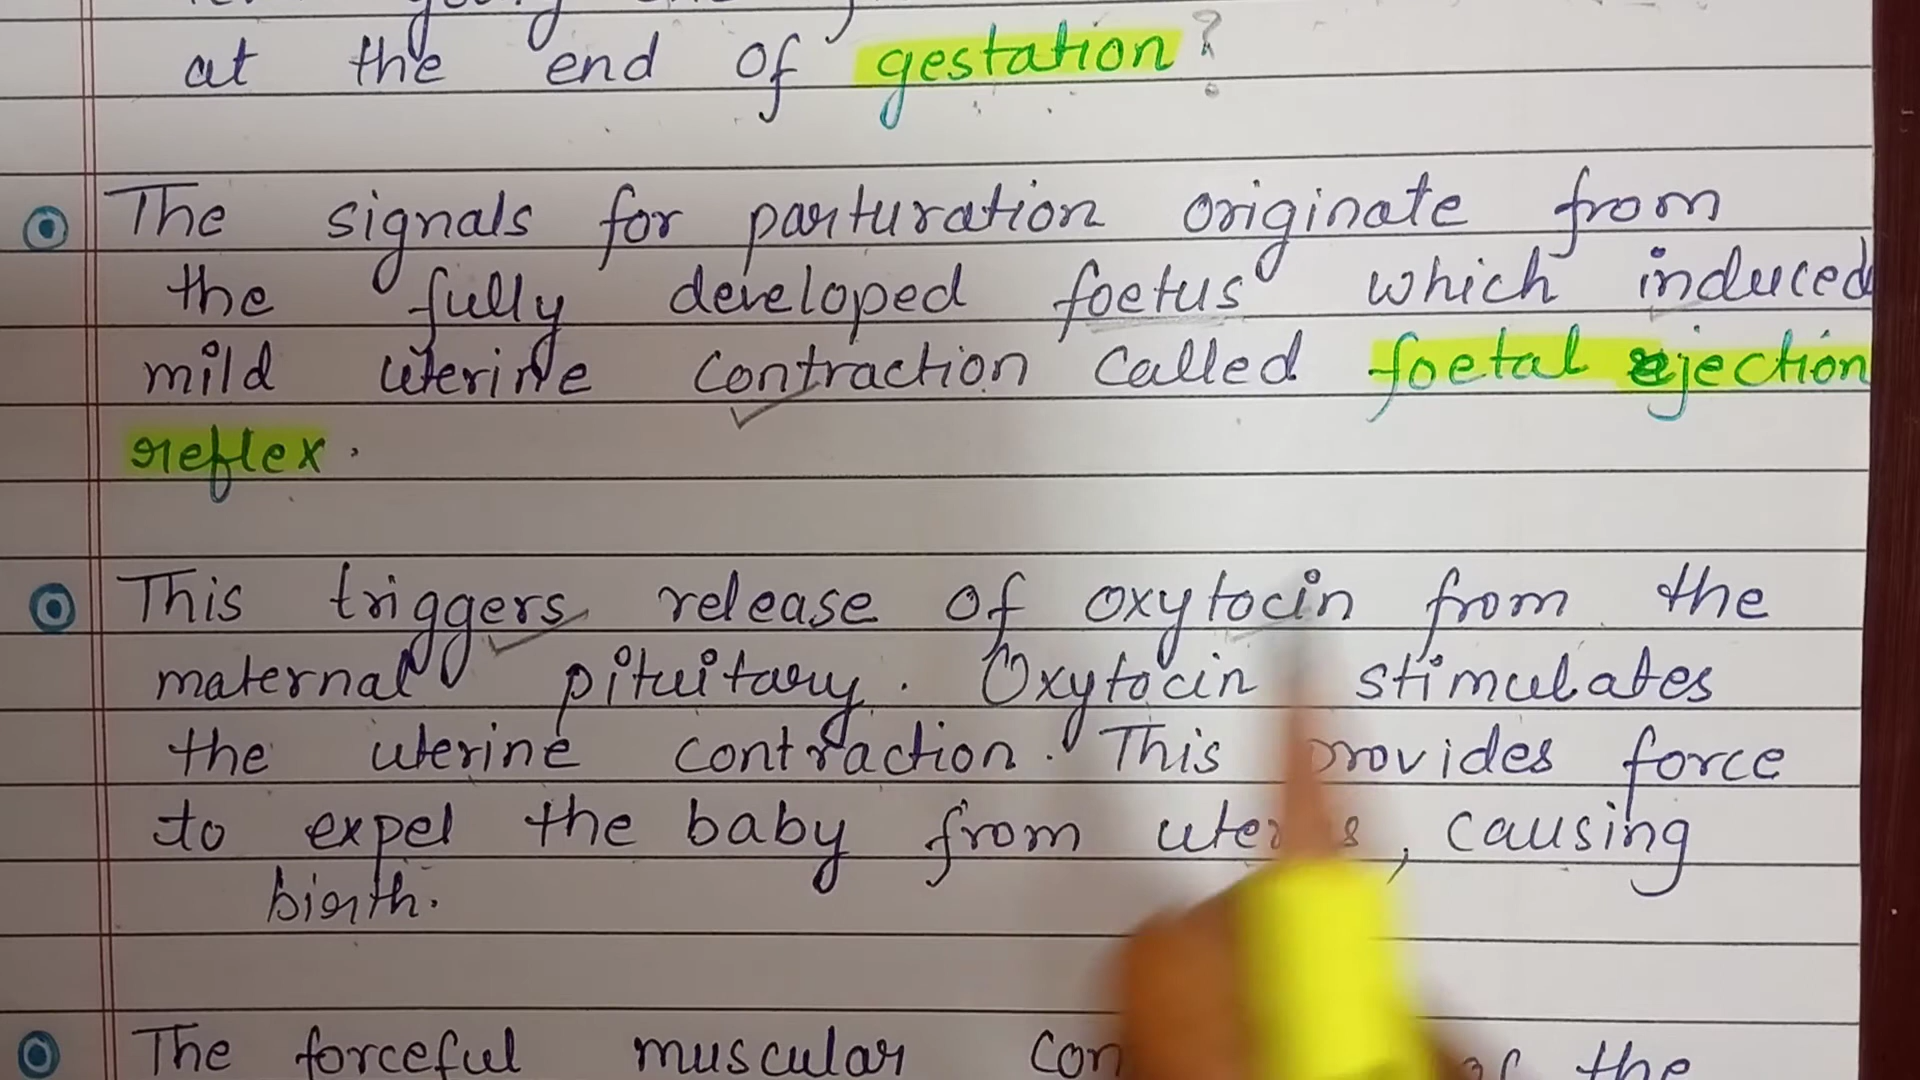 at the end of gestation?
The signals for parturation originate from
the fully developed foetus which induced
mild uterine contraction called foetal ejection
reflex.
This triggers release of oxytocin from the
maternal pituitary. Oxytocin stimulates
the uterine contraction. This provides force
to expel the baby from uterus, causing
birth.
The forceful muscular the